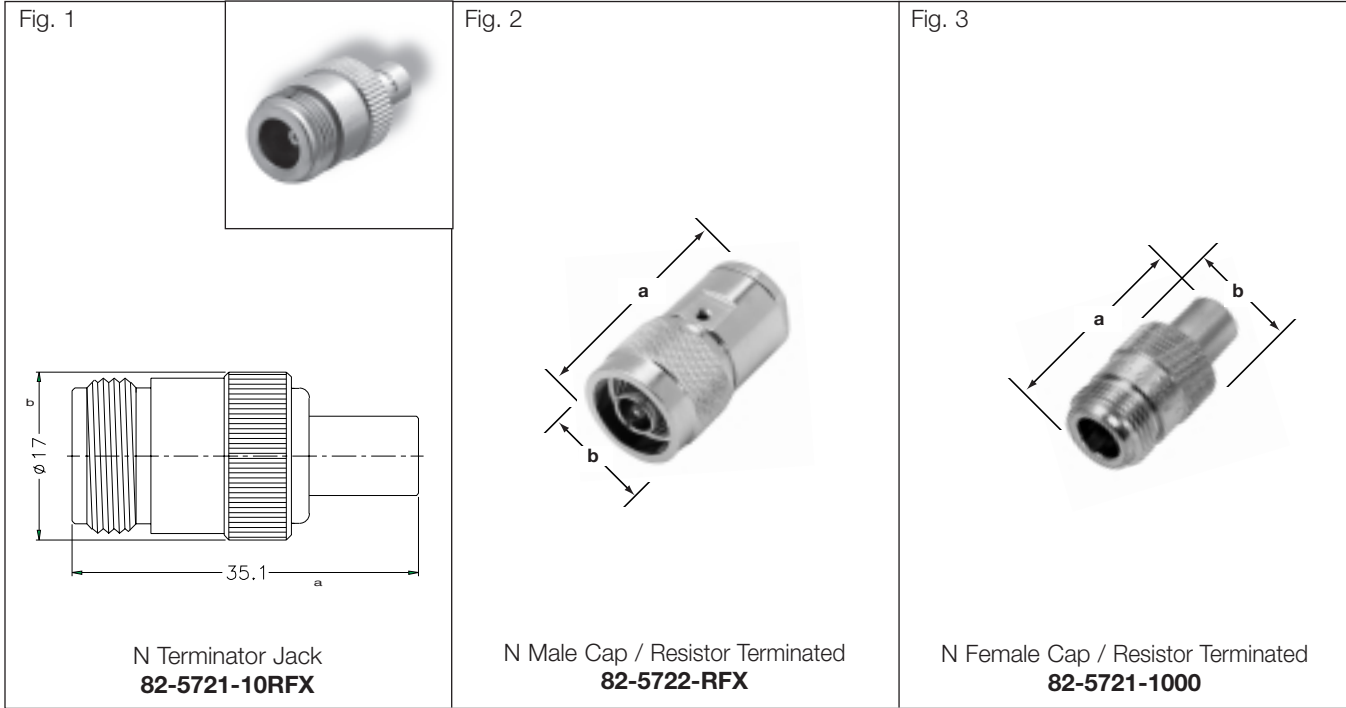 Fig. 1
b
ø17
35.1
a
N Terminator Jack
82-5721-10RFX
Fig. 2
a
b
N Male Cap / Resistor Terminated
82-5722-RFX
Fig. 3
a
b
N Female Cap / Resistor Terminated
82-5721-1000